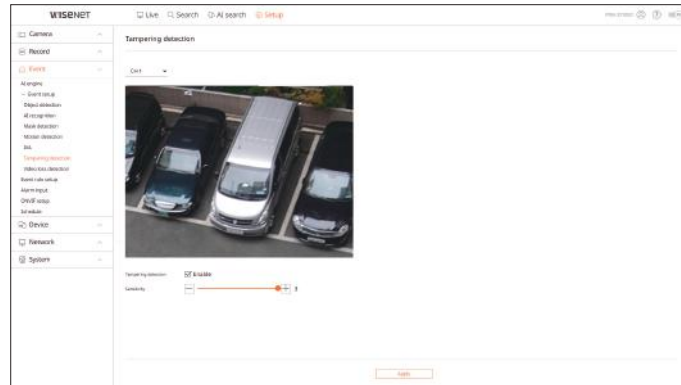 WISENET
Live Search AI search Setup
Camera
Record
Event
AI engine
Event setup
Object detection
AI recognition
Mask detection
Motion detection
IVA
Tampering detection
Video loss detection
Event rule setup
Alarm input
ONVIF setup
Schedule
Device
Network
System
Tampering detection
CH1
Tampering detection Enable
Sensitivity 3
Apply